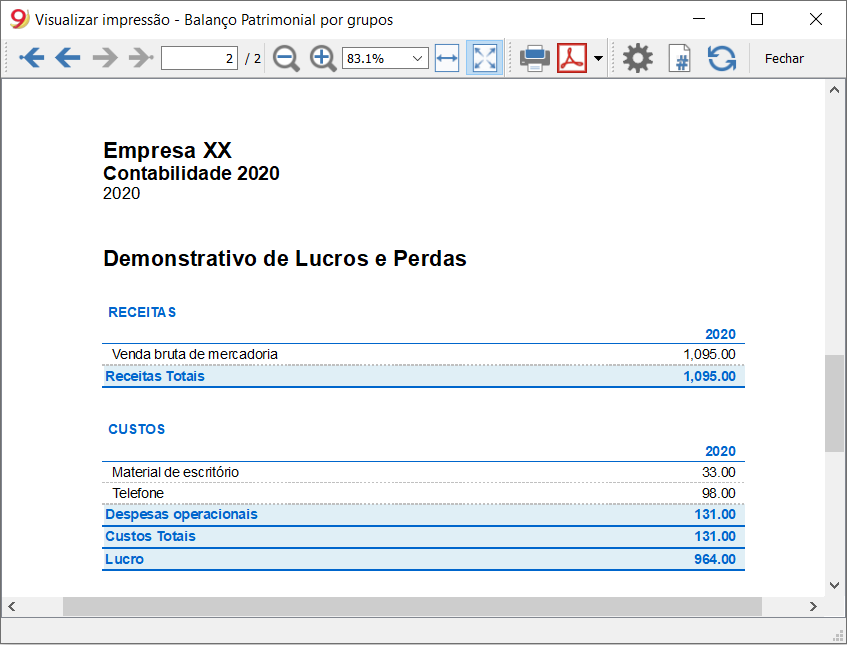 Visualizar impressão - Balanço Patrimonial por grupos
2 / 2 83.1% # Fechar
Empresa XX
Contabilidade 2020
2020
Demonstrativo de Lucros e Perdas
RECEITAS
2020
Venda bruta de mercadoria 1,095.00
Receitas Totais 1,095.00
CUSTOS
2020
Material de escritório 33.00
Telefone 98.00
Despesas operacionais 131.00
Custos Totais 131.00
Lucro 964.00